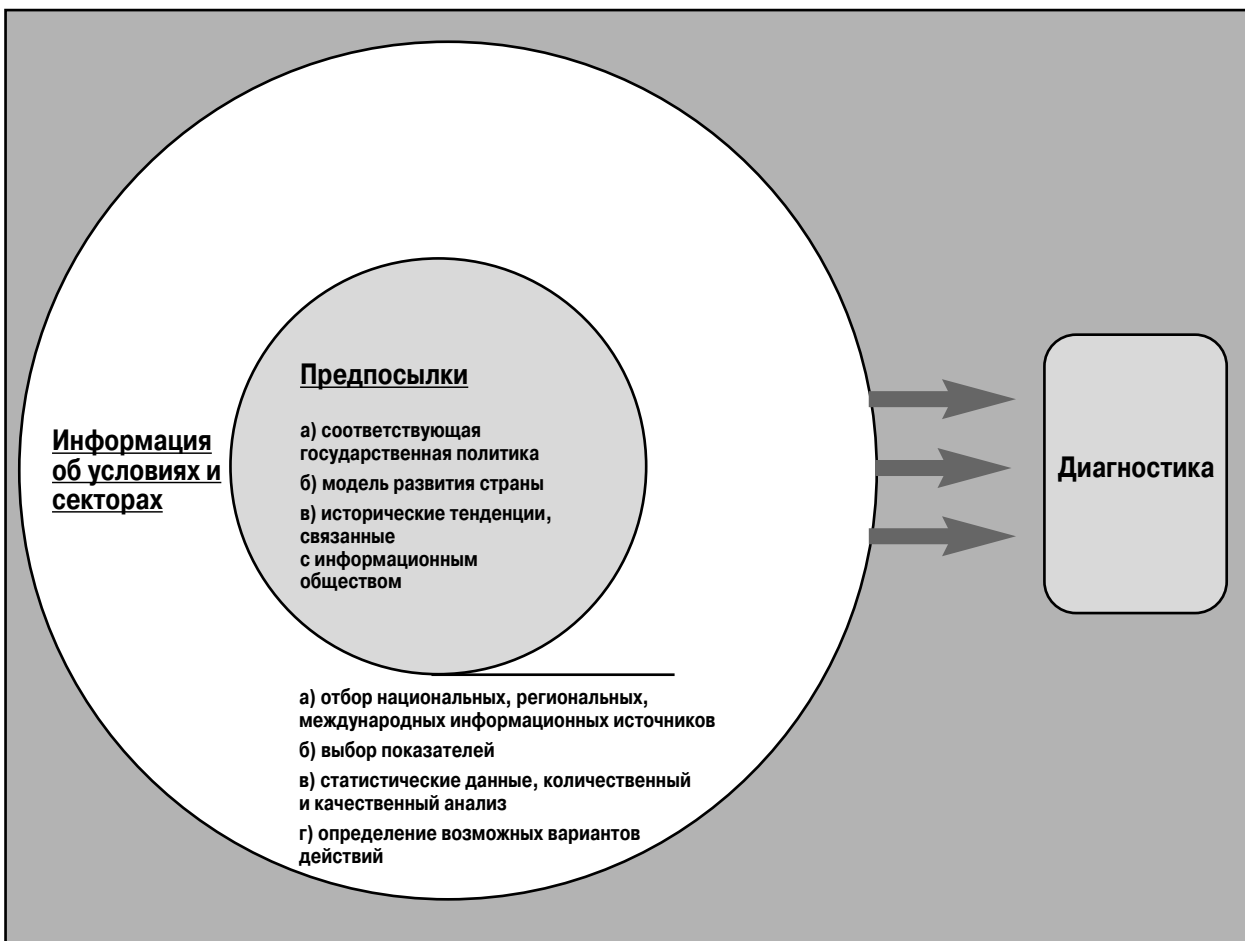 Предпосылки
а) соответствующая
государственная политика
б) модель развития страны
в) исторические тенденции,
связанные
с информационным
обществом
Информация
об условиях и
секторах
Диагностика
а) отбор национальных, региональных,
международных информационных источников
б) выбор показателей
в) статистические данные, количественный
и качественный анализ
г) определение возможных вариантов
действий